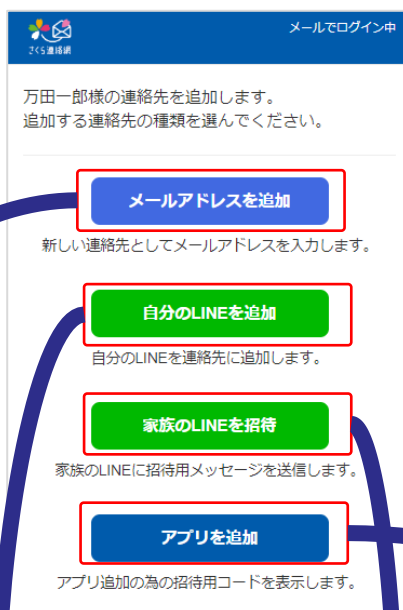 さくら連絡網
メールでログイン中
万田一郎様の連絡先を追加します。
追加する連絡先の種類を選んでください。
メールアドレスを追加
新しい連絡先としてメールアドレスを入力します。
自分のLINEを追加
自分のLINEを連絡先に追加します。
家族のLINEを招待
家族のLINEに招待用メッセージを送信します。
アプリを追加
アプリ追加の為の招待用コードを表示します。